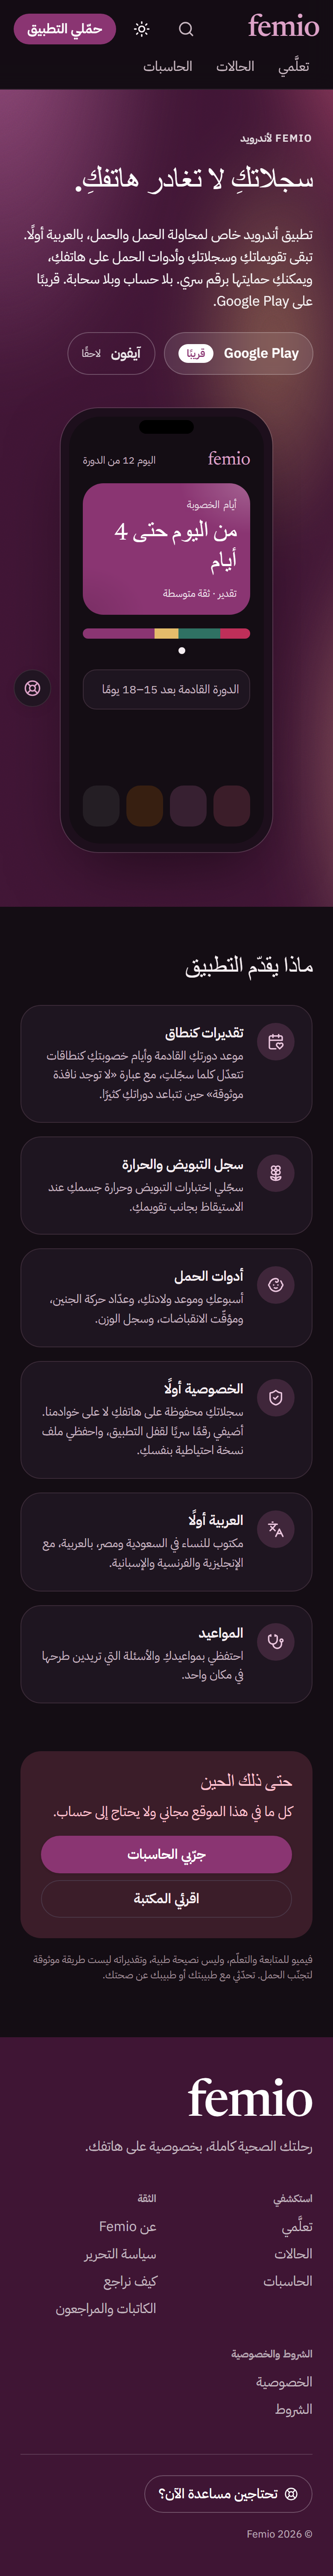 femio
حمّلي التطبيق
تعلَّمي
الحالات
الحاسبات
FEMIO لأندرويد
سجلاتكِ لا تغادر هاتفكِ.
تطبيق أندرويد خاص لمحاولة الحمل والحمل، بالعربية أولًا.
تبقى تقويماتكِ وسجلاتكِ وأدوات الحمل على هاتفكِ،
ويمكنكِ حمايتها برقم سري. بلا حساب وبلا سحابة. قريبًا
على Google Play.
Google Play
قريبًا
آيفون
لاحقًا
femio
اليوم 12 من الدورة
أيام الخصوبة
من اليوم حتى 4
أيام
تقدير · ثقة متوسطة
الدورة القادمة بعد 15–18 يومًا
ماذا يقدّم التطبيق
تقديرات كنطاق
موعد دورتكِ القادمة وأيام خصوبتكِ كنطاقات
تتعدّل كلما سجّلتِ، مع عبارة «لا توجد نافذة
موثوقة» حين تتباعد دوراتكِ كثيرًا.
سجل التبويض والحرارة
سجّلي اختبارات التبويض وحرارة جسمكِ عند
الاستيقاظ بجانب تقويمكِ.
أدوات الحمل
أسبوعكِ وموعد ولادتكِ، وعدّاد حركة الجنين،
ومؤقّت الانقباضات، وسجل الوزن.
الخصوصية أولًا
سجلاتكِ محفوظة على هاتفكِ لا على خوادمنا.
أضيفي رقمًا سريًا لقفل التطبيق، واحفظي ملف
نسخة احتياطية بنفسكِ.
العربية أولًا
مكتوب للنساء في السعودية ومصر بالعربية، مع
الإنجليزية والفرنسية والإسبانية.
المواعيد
احتفظي بمواعيدكِ والأسئلة التي تريدين طرحها
في مكان واحد.
حتى ذلك الحين
كل ما في هذا الموقع مجاني ولا يحتاج إلى حساب.
جرّبي الحاسبات
اقرئي المكتبة
فيميو للمتابعة والتعلّم، وليس نصيحة طبية، وتقديراته ليست طريقة موثوقة
لتجنّب الحمل. تحدّثي مع طبيبتك أو طبيبك عن صحتك.
femio
رحلتك الصحية كاملة، بخصوصية على هاتفك.
استكشفي
تعلَّمي
الحالات
الحاسبات
الثقة
عن Femio
سياسة التحرير
كيف نراجع
الكاتبات والمراجعون
الشروط والخصوصية
الخصوصية
الشروط
تحتاجين مساعدة الآن؟
© 2026 Femio